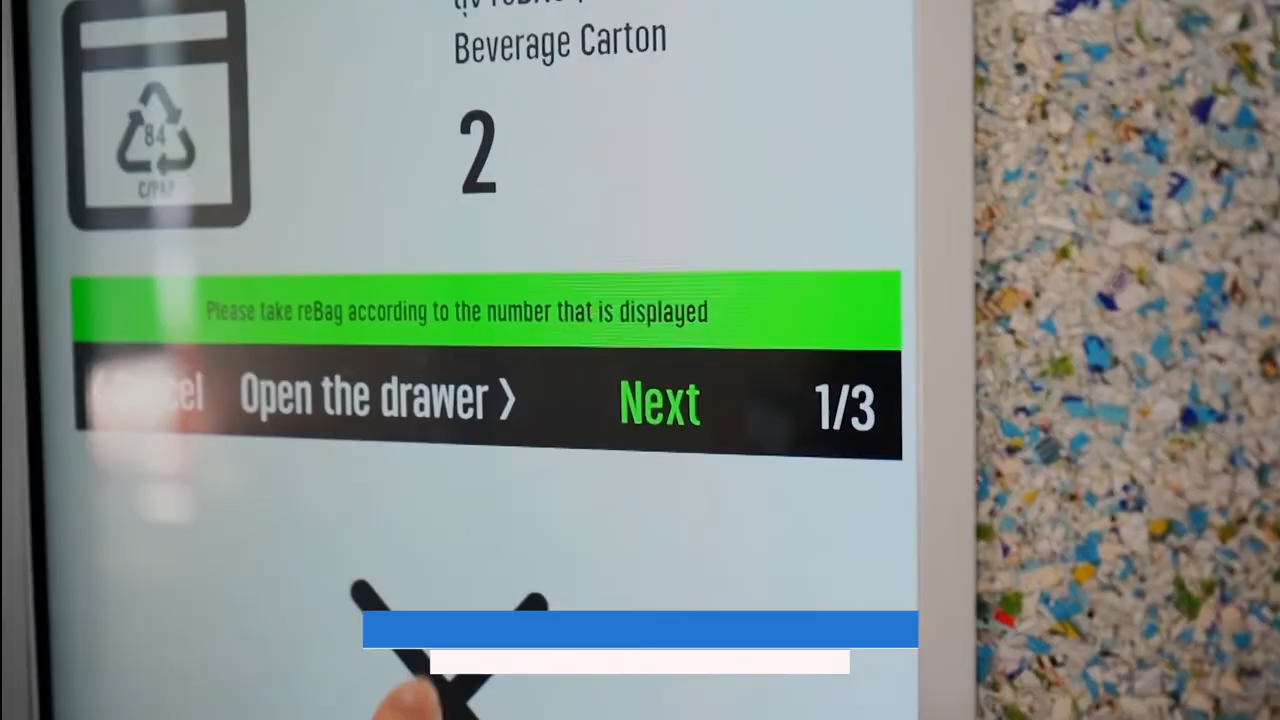 Beverage Carton
84
C/PAP
2
Please take reBag according to the number that is displayed
Open the drawer 〉 Next 1/3